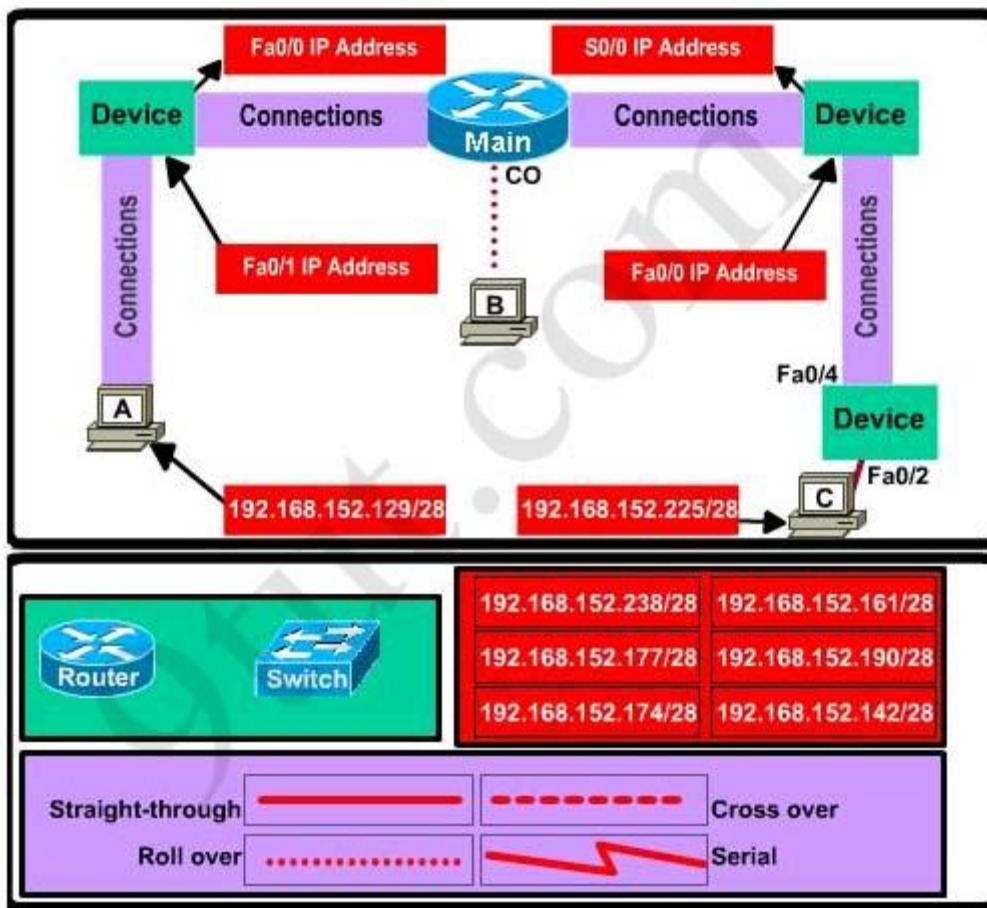 Fa0/0 IP Address
S0/0 IP Address
Device
Connections
Main
Connections
Device
CO
Connections
Connections
Fa0/1 IP Address
B
Fa0/0 IP Address
Fa0/4
A
Device
Fa0/2
C
192.168.152.129/28
192.168.152.225/28
Router
Switch
192.168.152.238/28
192.168.152.161/28
192.168.152.177/28
192.168.152.190/28
192.168.152.174/28
192.168.152.142/28
Straight-through
Cross over
Roll over
Serial
9tut.com